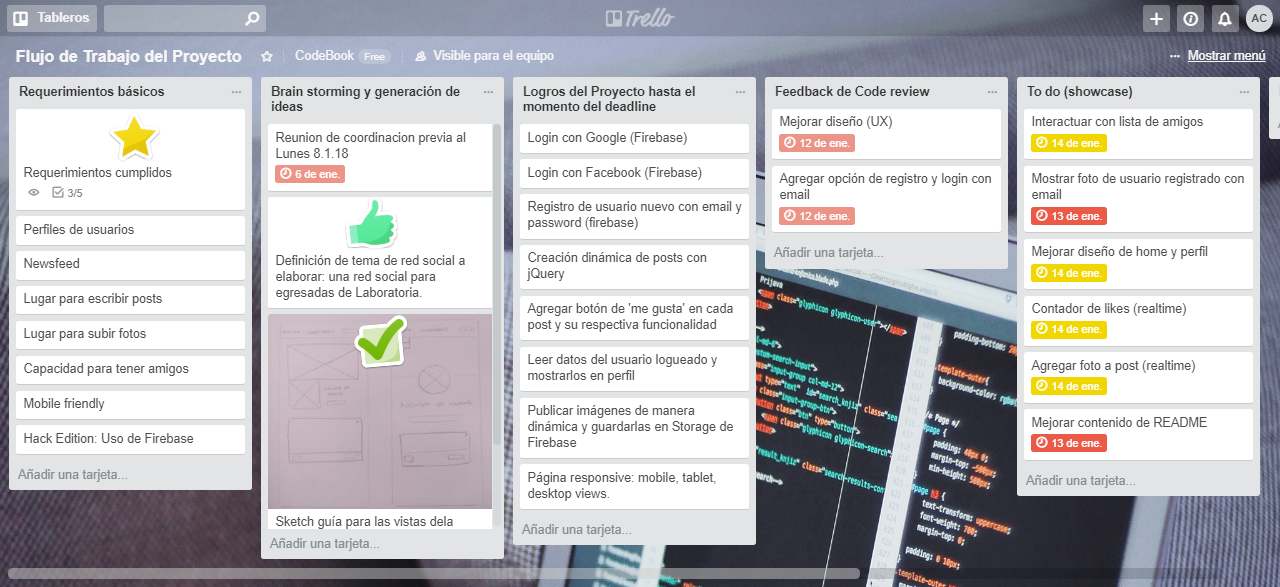 Tableros
Trello
AC
Flujo de Trabajo del Proyecto
CodeBook Free
Visible para el equipo
... Mostrar menú
Requerimientos básicos
Requerimientos cumplidos
3/5
Perfiles de usuarios
Newsfeed
Lugar para escribir posts
Lugar para subir fotos
Capacidad para tener amigos
Mobile friendly
Hack Edition: Uso de Firebase
Añadir una tarjeta...
Brain storming y generación de
ideas
Reunion de coordinacion previa al
Lunes 8.1.18
6 de ene.
Definición de tema de red social a
elaborar: una red social para
egresadas de Laboratoria.
Sketch guía para las vistas dela
Añadir una tarjeta...
Logros del Proyecto hasta el
momento del deadline
Login con Google (Firebase)
Login con Facebook (Firebase)
Registro de usuario nuevo con email y
password (firebase)
Creación dinámica de posts con
jQuery
Agregar botón de 'me gusta' en cada
post y su respectiva funcionalidad
Leer datos del usuario logueado y
mostrarlos en perfil
Publicar imágenes de manera
dinámica y guardarlas en Storage de
Firebase
Página responsive: mobile, tablet,
desktop views.
Añadir una tarjeta...
Feedback de Code review
Mejorar diseño (UX)
12 de ene.
Agregar opción de registro y login con
email
12 de ene.
Añadir una tarjeta...
To do (showcase)
Interactuar con lista de amigos
14 de ene.
Mostrar foto de usuario registrado con
email
13 de ene.
Mejorar diseño de home y perfil
14 de ene.
Contador de likes (realtime)
14 de ene.
Agregar foto a post (realtime)
14 de ene.
Mejorar contenido de README
13 de ene.
Añadir una tarjeta...